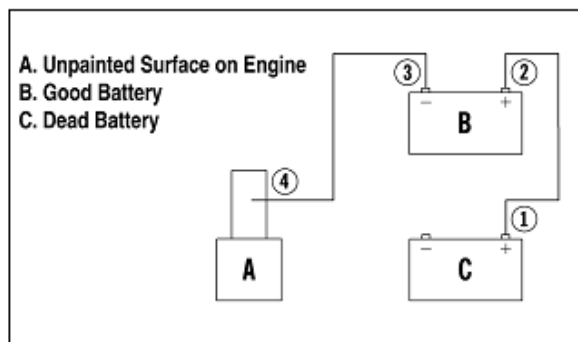 A. Unpainted Surface on Engine
B. Good Battery
C. Dead Battery
3 2
− +
B
4
1
− +
A C